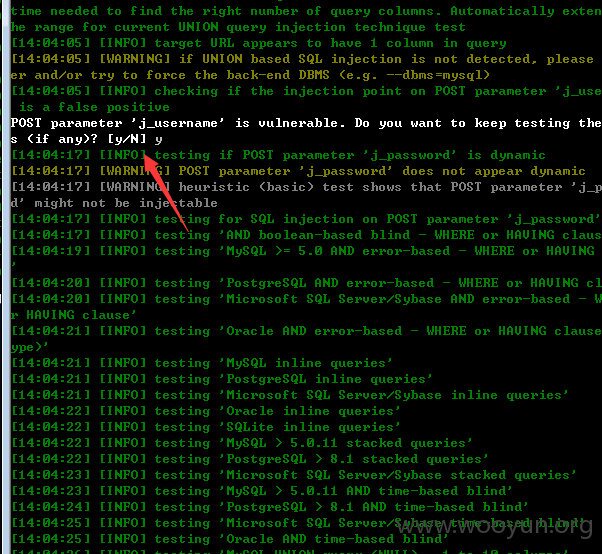 time needed to find the right number of query columns. Automatically exten
he range for current UNION query injection technique test
[14:04:05] [INFO] target URL appears to have 1 column in query
[14:04:05] [WARNING] if UNION based SQL injection is not detected, please
er and/or try to force the back-end DBMS (e.g. --dbms=mysql)
[14:04:05] [INFO] checking if the injection point on POST parameter 'j_use
is a false positive
POST parameter 'j_username' is vulnerable. Do you want to keep testing the
s (if any)? [y/N] y
[14:04:17] [INFO] testing if POST parameter 'j_password' is dynamic
[14:04:17] [WARNING] POST parameter 'j_password' does not appear dynamic
[14:04:17] [WARNING] heuristic (basic) test shows that POST parameter 'j_p
d' might not be injectable
[14:04:17] [INFO] testing for SQL injection on POST parameter 'j_password'
[14:04:17] [INFO] testing 'AND boolean-based blind - WHERE or HAVING claus
[14:04:19] [INFO] testing 'MySQL >= 5.0 AND error-based - WHERE or HAVING
'
[14:04:20] [INFO] testing 'PostgreSQL AND error-based - WHERE or HAVING cl
[14:04:20] [INFO] testing 'Microsoft SQL Server/Sybase AND error-based - W
r HAVING clause'
[14:04:21] [INFO] testing 'Oracle AND error-based - WHERE or HAVING clause
ype)'
[14:04:21] [INFO] testing 'MySQL inline queries'
[14:04:21] [INFO] testing 'PostgreSQL inline queries'
[14:04:21] [INFO] testing 'Microsoft SQL Server/Sybase inline queries'
[14:04:22] [INFO] testing 'Oracle inline queries'
[14:04:22] [INFO] testing 'SQLite inline queries'
[14:04:22] [INFO] testing 'MySQL > 5.0.11 stacked queries'
[14:04:22] [INFO] testing 'PostgreSQL > 8.1 stacked queries'
[14:04:23] [INFO] testing 'Microsoft SQL Server/Sybase stacked queries'
[14:04:23] [INFO] testing 'MySQL > 5.0.11 AND time-based blind'
[14:04:24] [INFO] testing 'PostgreSQL > 8.1 AND time-based blind'
[14:04:25] [INFO] testing 'Microsoft SQL Server/Sybase time-based blind'
[14:04:25] [INFO] testing 'Oracle AND time-based blind'
[14:04:26] [INFO] testing 'MySQL UNION query (NULL) - 1 to 10 columns'
www.wooyun.org